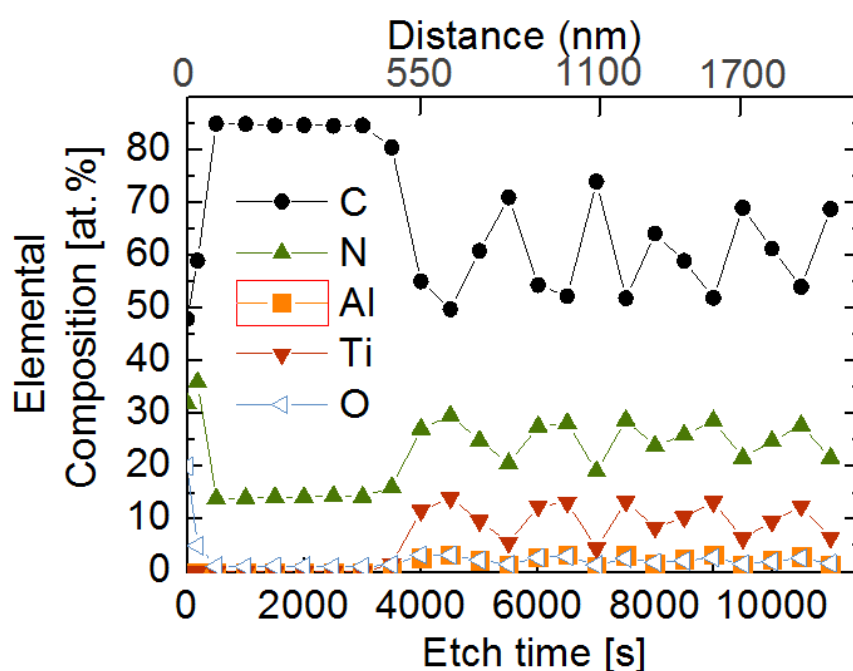 Distance (nm)
0 550 1100 1700
Elemental
Composition [at.%]
80
70
60
50
40
30
20
10
0
C
N
Al
Ti
O
0 2000 4000 6000 8000 10000
Etch time [s]